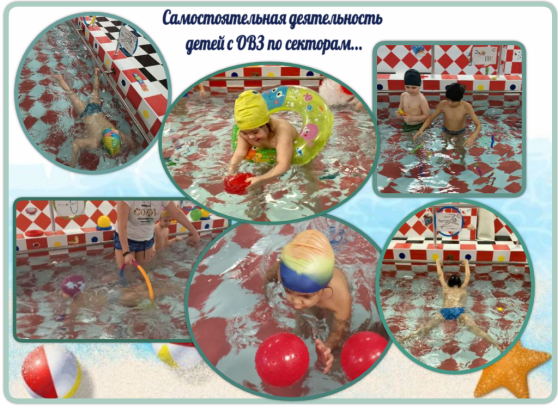 Самостоятельная деятельность
детей с ОВЗ по секторам...